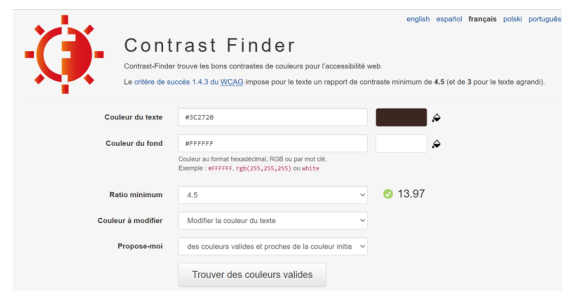 english español français polski português
Contrast Finder
Contrast-Finder trouve les bons contrastes de couleurs pour l'accessibilité web
Le critère de succès 1.4.3 du WCAG impose pour le texte un rapport de contraste minimum de 4.5 (et de 3 pour le texte agrandi).
Couleur du texte #3C2720
Couleur du fond #FFFFFF
Couleur au format hexadécimal, RGB ou par mot clé.
Exemple : #FFFFFF, rgb(255,255,255) ou white
Ratio minimum 4.5 13.97
Couleur à modifier Modifier la couleur du texte
Propose-moi des couleurs valides et proches de la couleur initia
Trouver des couleurs valides